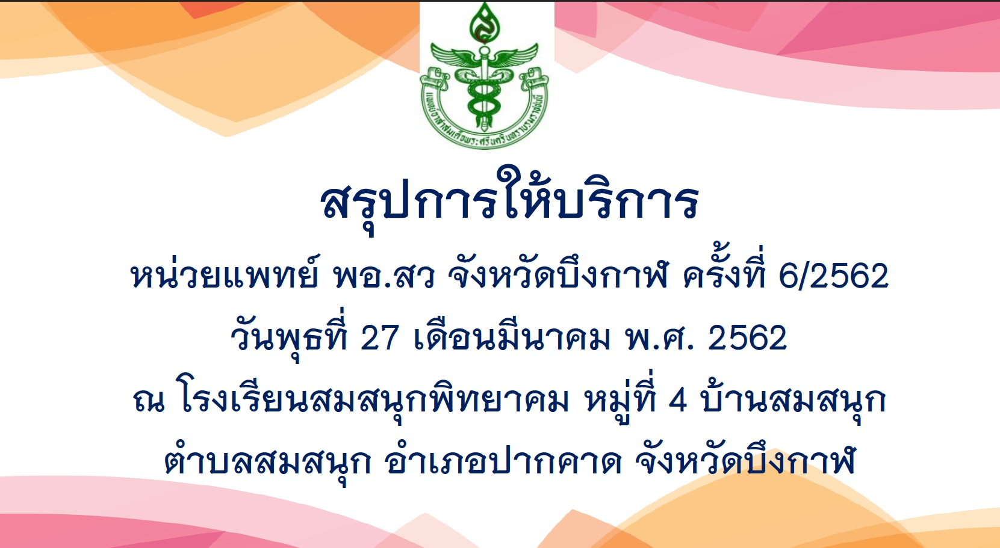 แพทย์อาสาสมเด็จพระศรีนครินทราบรมราชชนนี
สรุปการให้บริการ
หน่วยแพทย์ พอ.สว จังหวัดบึงกาฬ ครั้งที่ 6/2562
วันพุธที่ 27 เดือนมีนาคม พ.ศ. 2562
ณ โรงเรียนสมสนุกพิทยาคม หมู่ที่ 4 บ้านสมสนุก
ตำบลสมสนุก อำเภอปากคาด จังหวัดบึงกาฬ